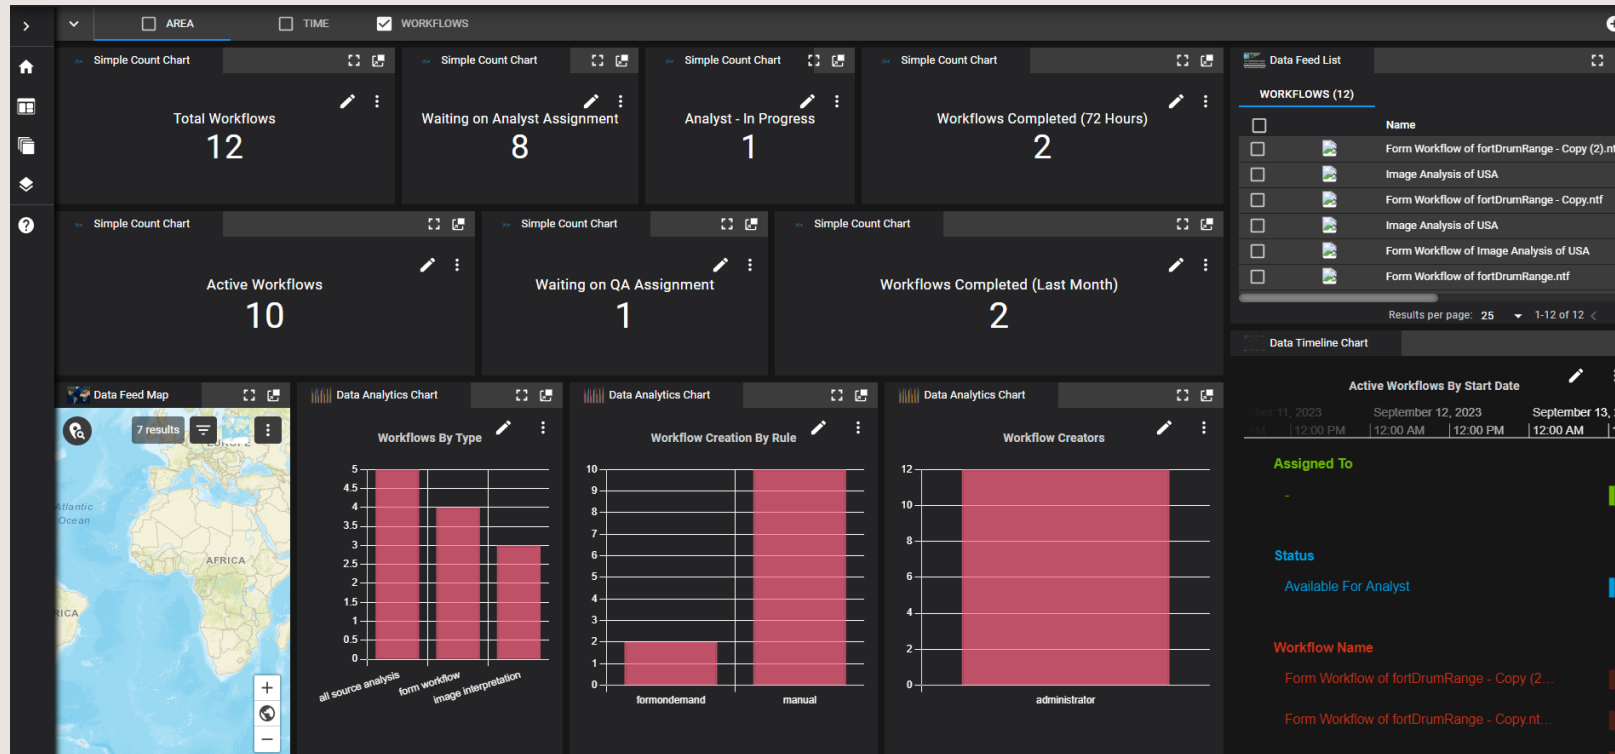 AREA
TIME
WORKFLOWS
Simple Count Chart
Total Workflows
12
Simple Count Chart
Waiting on Analyst Assignment
8
Simple Count Chart
Analyst - In Progress
1
Simple Count Chart
Workflows Completed (72 Hours)
2
Simple Count Chart
Active Workflows
10
Simple Count Chart
Waiting on QA Assignment
1
Simple Count Chart
Workflows Completed (Last Month)
2
Data Feed List
WORKFLOWS (12)
Name
Form Workflow of fortDrumRange - Copy (2).nt
Image Analysis of USA
Form Workflow of fortDrumRange - Copy.ntf
Image Analysis of USA
Form Workflow of Image Analysis of USA
Form Workflow of fortDrumRange.ntf
Results per page: 25 1-12 of 12
Data Feed Map
7 results
EUROPE
Atlantic
Ocean
AFRICA
RICA
Data Analytics Chart
Workflows By Type
5
4.5
4
3.5
3
2.5
2
1.5
1
0.5
0
all source analysis
form workflow
image interpretation
Data Analytics Chart
Workflow Creation By Rule
10
9
8
7
6
5
4
3
2
1
0
formondemand
manual
Data Analytics Chart
Workflow Creators
12
10
8
6
4
2
0
administrator
Data Timeline Chart
Active Workflows By Start Date
ber 11, 2023 September 12, 2023 September 13,
AM 12:00 PM 12:00 AM 12:00 PM 12:00 AM
Assigned To
-
Status
Available For Analyst
Workflow Name
Form Workflow of fortDrumRange - Copy (2...
Form Workflow of fortDrumRange - Copy.nt...